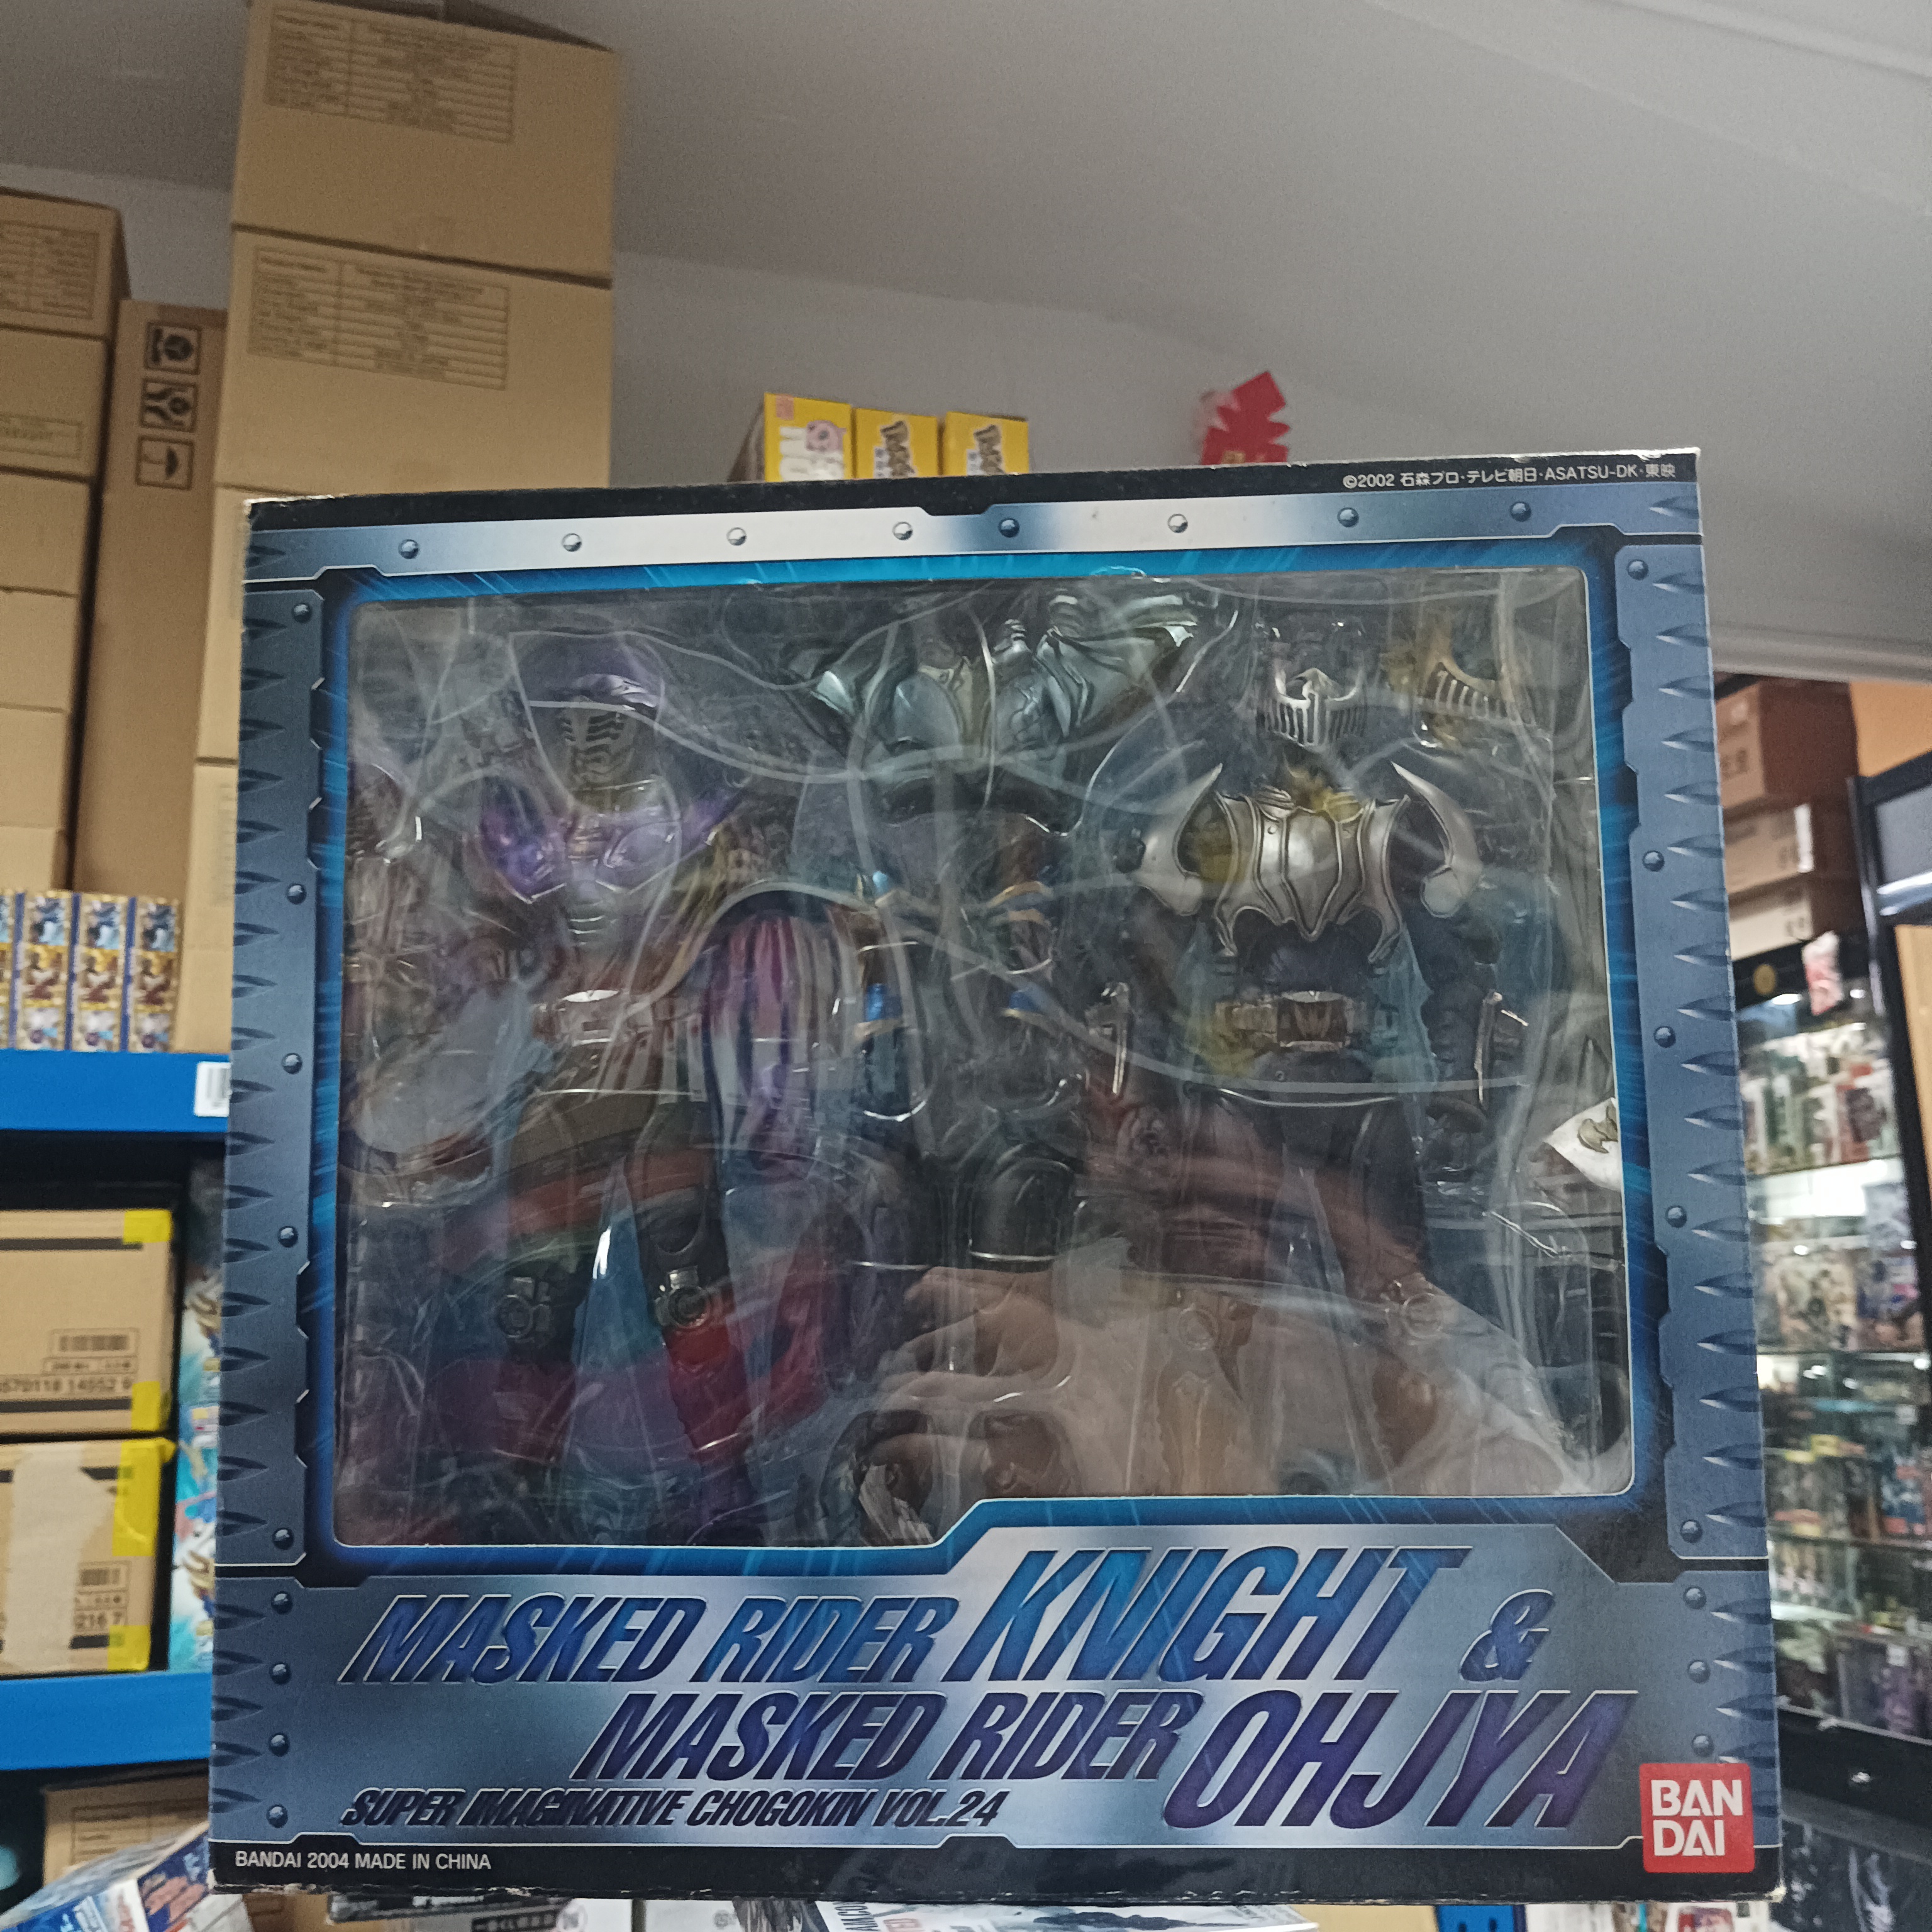 ©2002 石森プロ・テレビ朝日・ASATSU-DK・東映
MASKED RIDER KNIGHT &
MASKED RIDER OHJYA
SUPER IMAGINATIVE CHOGOKIN VOL.24
BAN
DAI
BANDAI 2004 MADE IN CHINA